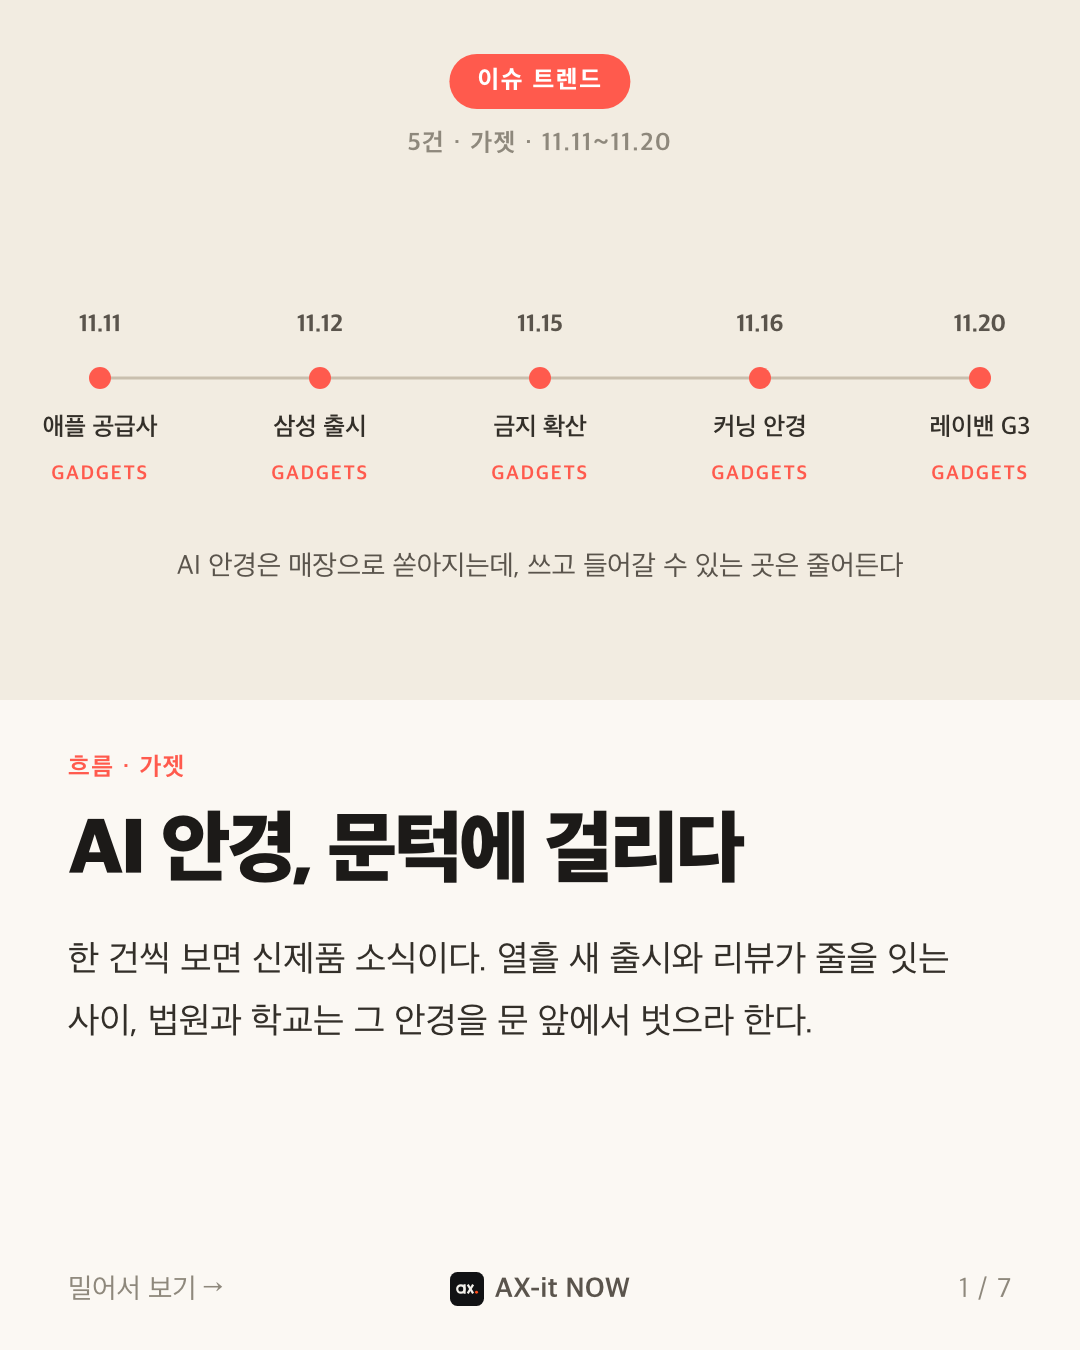 이슈 트렌드
5건 · 가젯 · 11.11~11.20
11.11 11.12 11.15 11.16 11.20
애플 공급사 삼성 출시 금지 확산 커닝 안경 레이밴 G3
GADGETS GADGETS GADGETS GADGETS GADGETS
AI 안경은 매장으로 쏟아지는데, 쓰고 들어갈 수 있는 곳은 줄어든다
흐름 · 가젯
AI 안경, 문턱에 걸리다
한 건씩 보면 신제품 소식이다. 열흘 새 출시와 리뷰가 줄을 잇는
사이, 법원과 학교는 그 안경을 문 앞에서 벗으라 한다.
밀어서 보기 → ax. AX-it NOW 1 / 7